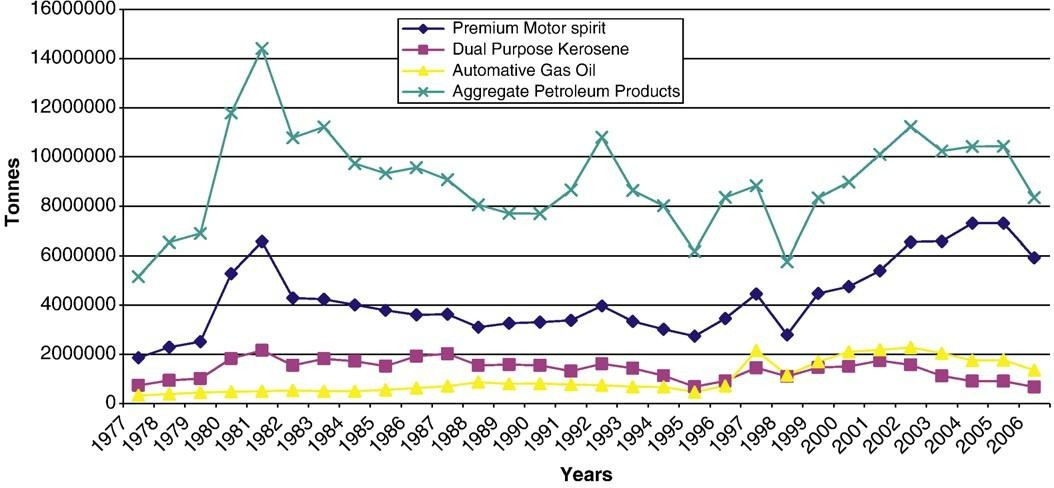 16000000
14000000
12000000
10000000
8000000
6000000
4000000
2000000
0
Tonnes
Premium Motor spirit
Dual Purpose Kerosene
Automative Gas Oil
Aggregate Petroleum Products
1977 1978 1979 1980 1981 1982 1983 1984 1985 1986 1987 1988 1989 1990 1991 1992 1993 1994 1995 1996 1997 1998 1999 2000 2001 2002 2003 2004 2005 2006
Years